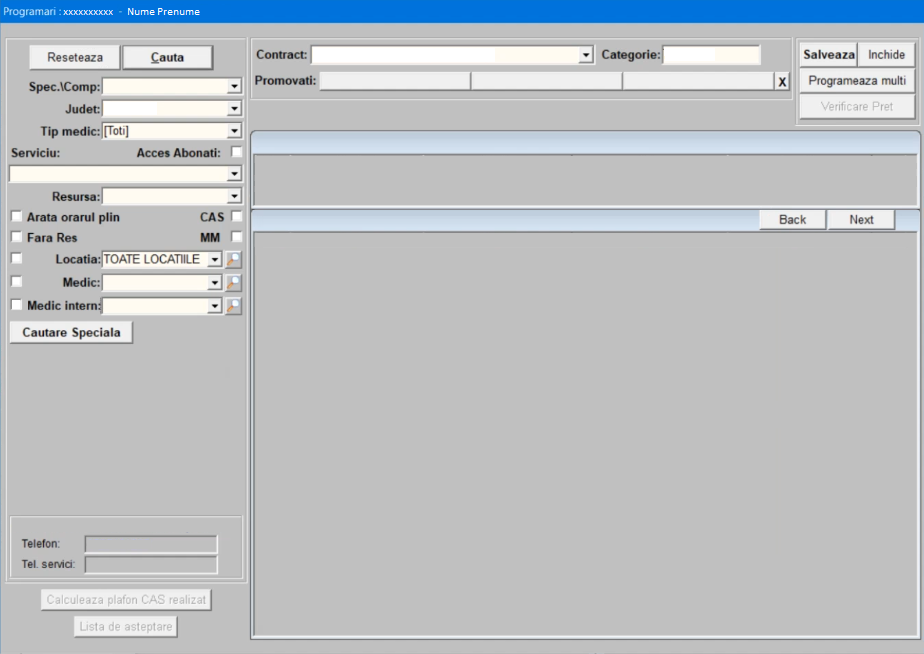 Programari : xxxxxxxxxx - Nume Prenume
Reseteaza Cauta
Spec.\Comp:
Judet:
Tip medic: [Toti]
Serviciu: Acces Abonati:
Resursa:
Arata orarul plin CAS
Fara Res MM
Locatia: TOATE LOCATIILE
Medic:
Medic intern:
Cautare Speciala
Telefon:
Tel. servici:
Calculeaza plafon CAS realizat
Lista de asteptare
Contract: Categorie:
Promovati: X
Salveaza Inchide
Programeaza multi
Verificare Pret
Back Next